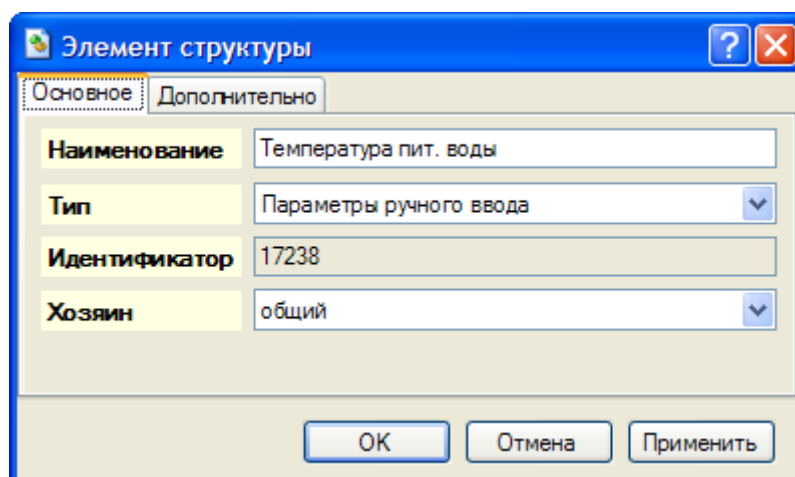 Элемент структуры
Основное Дополнительно
Наименование Температура пит. воды
Тип Параметры ручного ввода
Идентификатор 17238
Хозяин общий
OK Отмена Применить